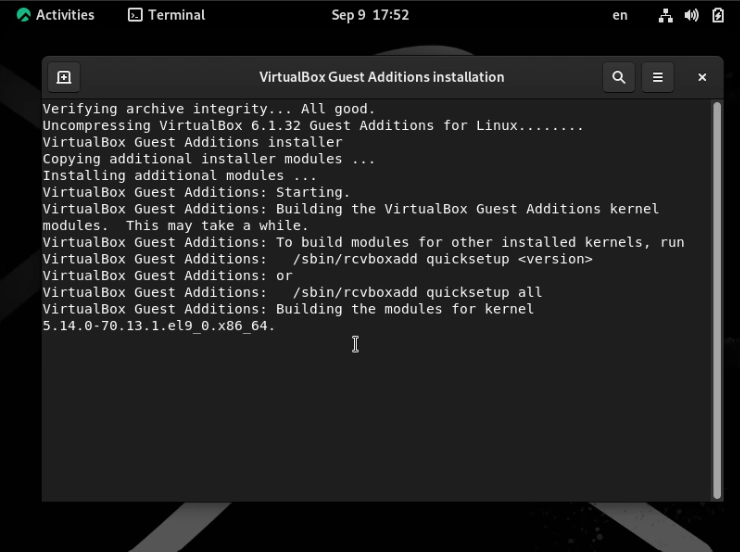 Activities Terminal Sep 9 17:52 en
VirtualBox Guest Additions installation
Verifying archive integrity... All good.
Uncompressing VirtualBox 6.1.32 Guest Additions for Linux........
VirtualBox Guest Additions installer
Copying additional installer modules ...
Installing additional modules ...
VirtualBox Guest Additions: Starting.
VirtualBox Guest Additions: Building the VirtualBox Guest Additions kernel
modules.  This may take a while.
VirtualBox Guest Additions: To build modules for other installed kernels, run
VirtualBox Guest Additions:   /sbin/rcvboxadd quicksetup <version>
VirtualBox Guest Additions: or
VirtualBox Guest Additions:   /sbin/rcvboxadd quicksetup all
VirtualBox Guest Additions: Building the modules for kernel
5.14.0-70.13.1.el9_0.x86_64.